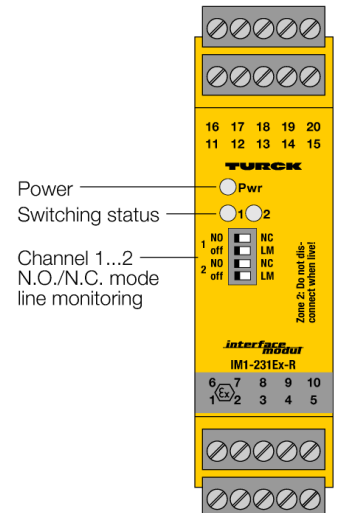 16 17 18 19 20
11 12 13 14 15
TURCK
Power
Pwr
Switching status
1 2
Channel 1...2
N.O./N.C. mode
line monitoring
1 NO NC
off LM
2 NO NC
off LM
Zone 2: Do not dis-
connect when live!
interface
modul
IM1-231Ex-R
6 7 8 9 10
Ex
1 2 3 4 5